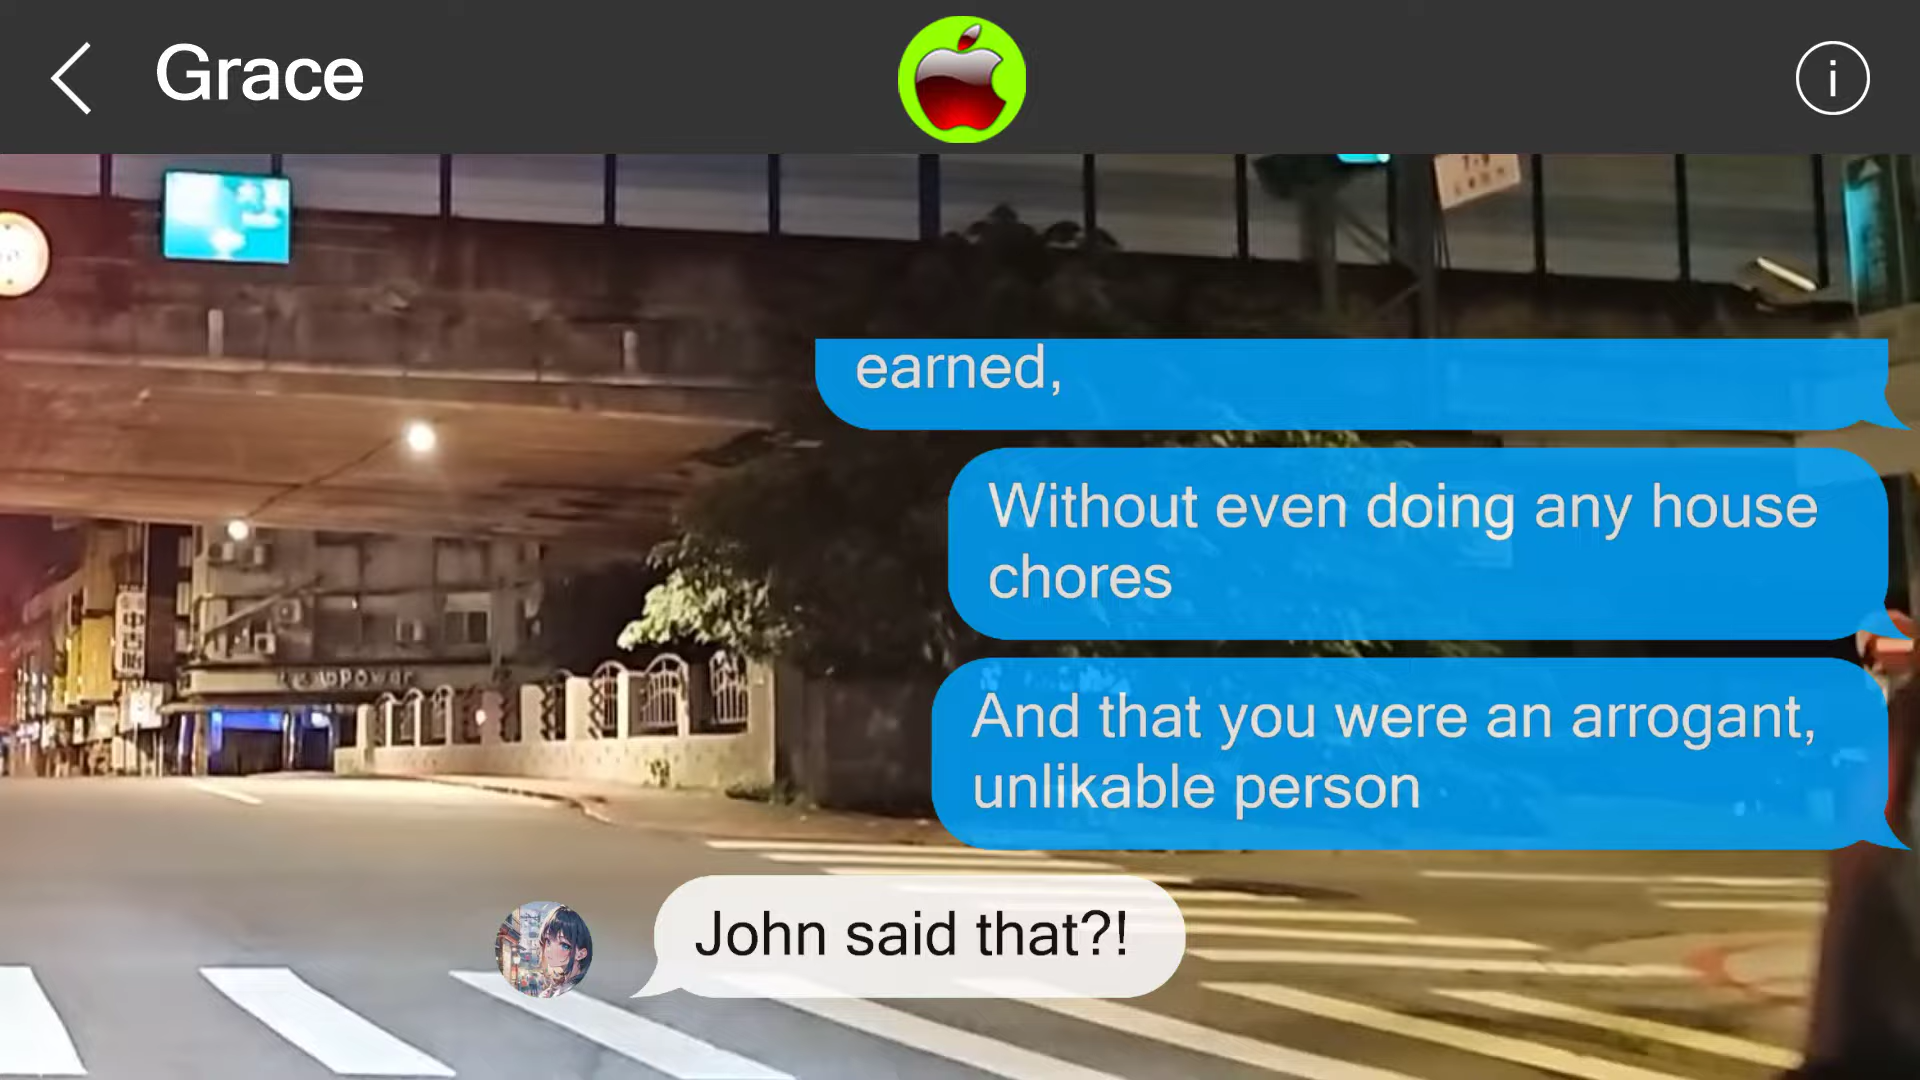 Grace
earned,
Without even doing any house
chores
And that you were an arrogant,
unlikable person
John said that?!